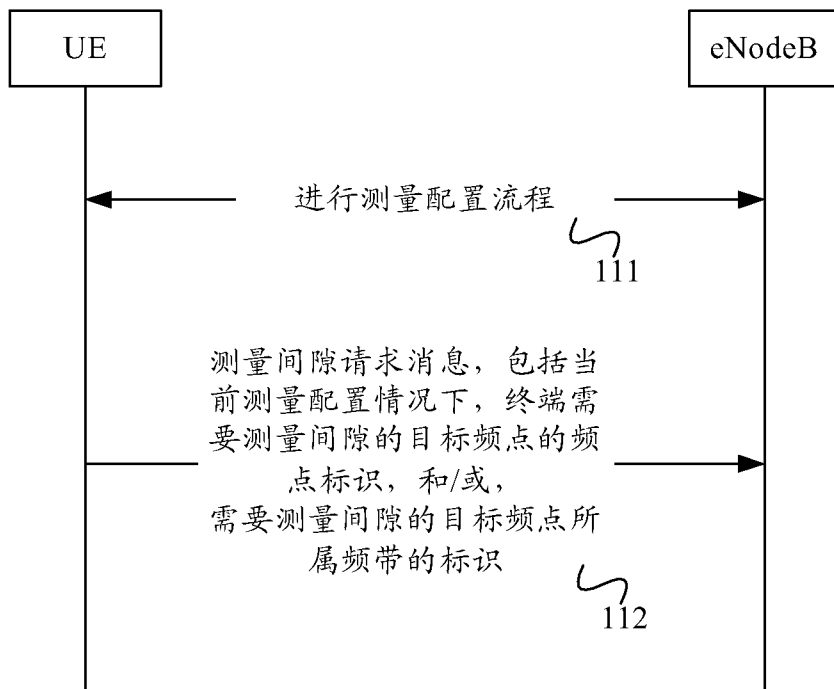 UE
eNodeB
进行测量配置流程
111
测量间隙请求消息，包括当
前测量配置情况下，终端需
要测量间隙的目标频点的频
点标识，和/或，
需要测量间隙的目标频点所
属频带的标识
112